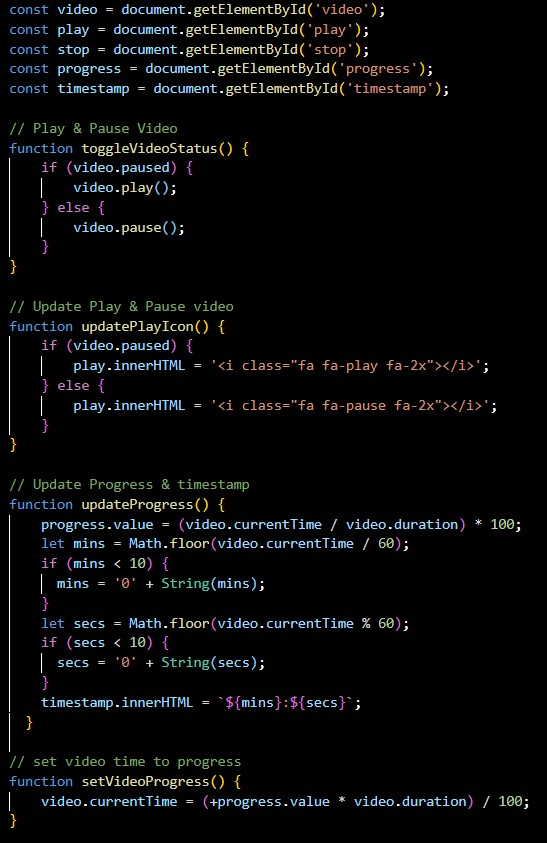 const video = document.getElementById('video');
const play = document.getElementById('play');
const stop = document.getElementById('stop');
const progress = document.getElementById('progress');
const timestamp = document.getElementById('timestamp');
// Play & Pause Video
function toggleVideoStatus() {
if (video.paused) {
video.play();
} else {
video.pause();
}
}
// Update Play & Pause video
function updatePlayIcon() {
if (video.paused) {
play.innerHTML = '<i class="fa fa-play fa-2x"></i>';
} else {
play.innerHTML = '<i class="fa fa-pause fa-2x"></i>';
}
}
// Update Progress & timestamp
function updateProgress() {
progress.value = (video.currentTime / video.duration) * 100;
let mins = Math.floor(video.currentTime / 60);
if (mins < 10) {
mins = '0' + String(mins);
}
let secs = Math.floor(video.currentTime % 60);
if (secs < 10) {
secs = '0' + String(secs);
}
timestamp.innerHTML = `${mins}:${secs}`;
}
// set video time to progress
function setVideoProgress() {
video.currentTime = (+progress.value * video.duration) / 100;
}